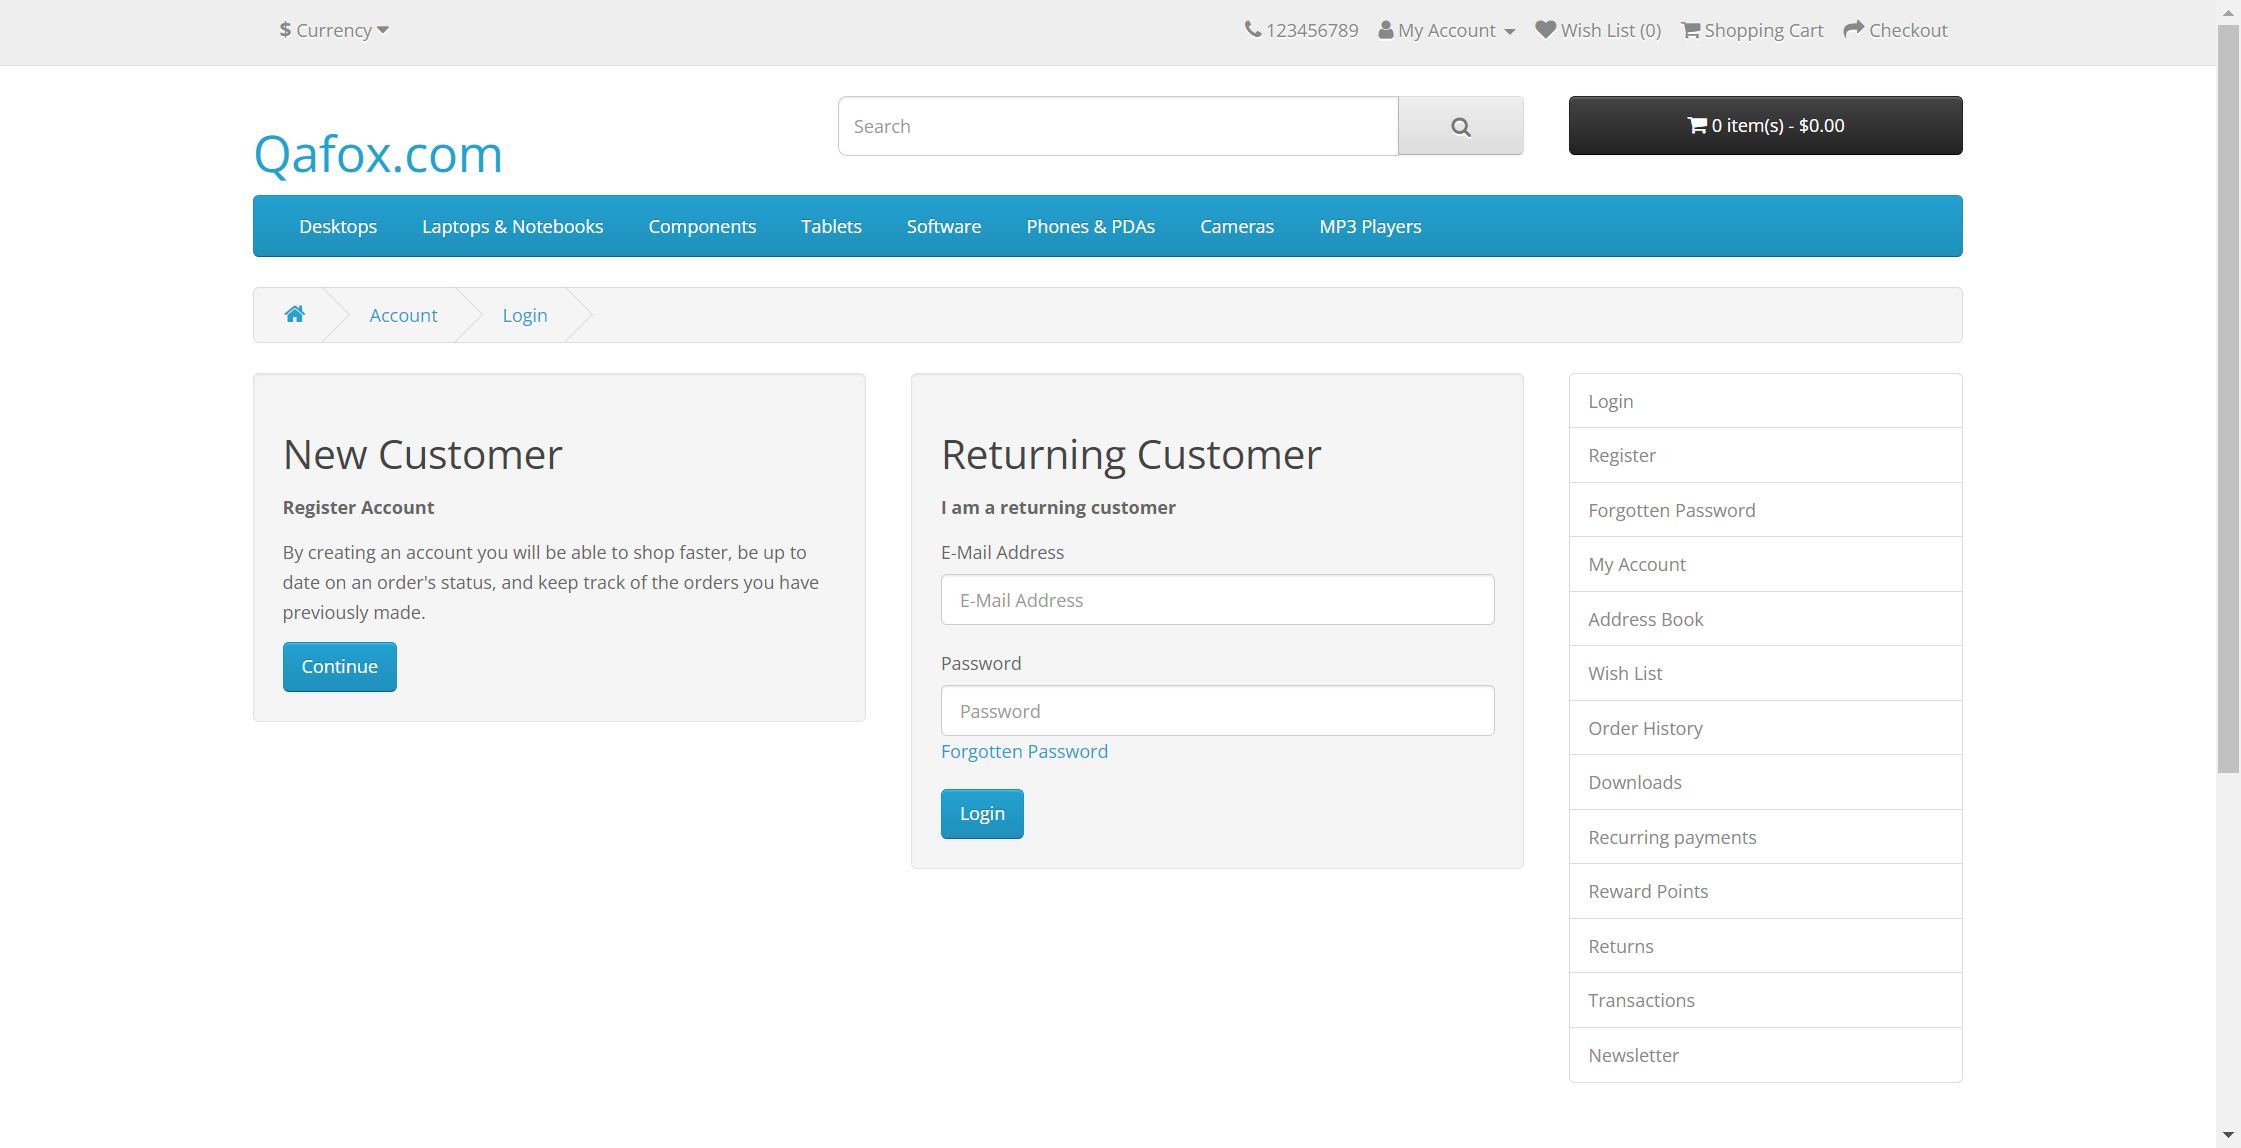 $ Currency
123456789 My Account Wish List (0) Shopping Cart Checkout
Qafox.com
Search
0 item(s) - $0.00
Desktops Laptops & Notebooks Components Tablets Software Phones & PDAs Cameras MP3 Players
Account Login
New Customer
Register Account
By creating an account you will be able to shop faster, be up to
date on an order's status, and keep track of the orders you have
previously made.
Continue
Returning Customer
I am a returning customer
E-Mail Address
E-Mail Address
Password
Password
Forgotten Password
Login
Login
Register
Forgotten Password
My Account
Address Book
Wish List
Order History
Downloads
Recurring payments
Reward Points
Returns
Transactions
Newsletter